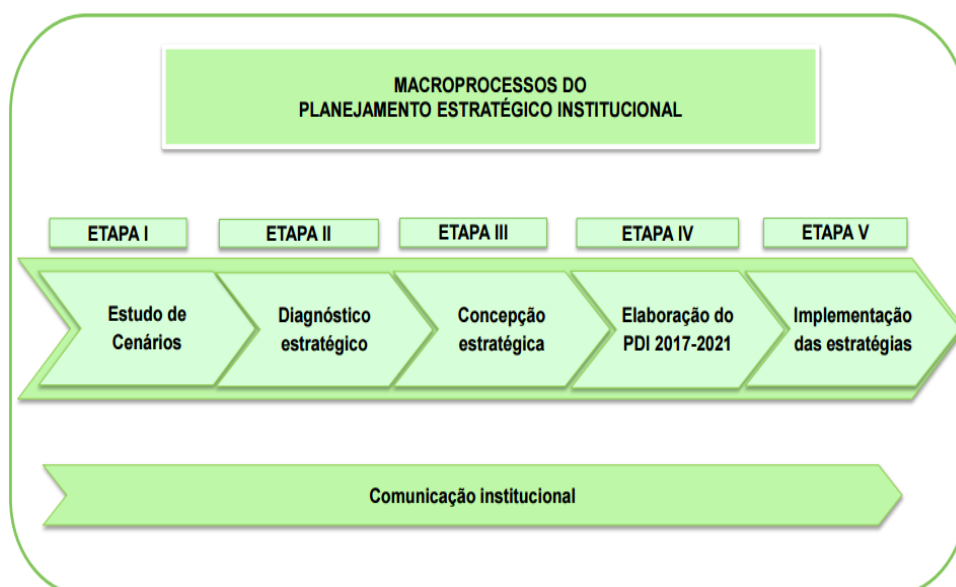 MACROPROCESSOS DO
PLANEJAMENTO ESTRATÉGICO INSTITUCIONAL
ETAPA I
ETAPA II
ETAPA III
ETAPA IV
ETAPA V
Estudo de
Cenários
Diagnóstico
estratégico
Concepção
estratégica
Elaboração do
PDI 2017-2021
Implementação
das estratégias
Comunicação institucional